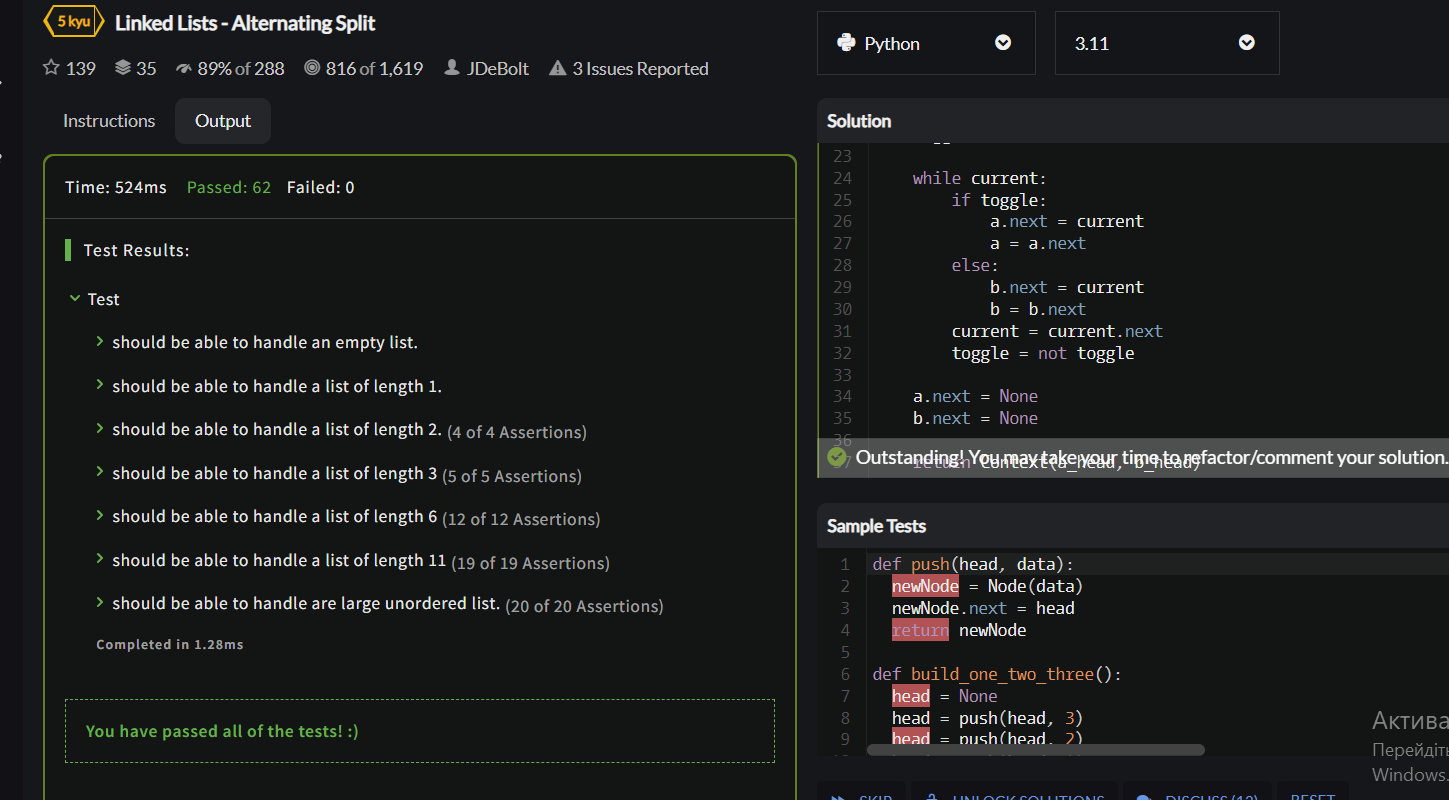 5 kyu Linked Lists - Alternating Split
139 35 89% of 288 816 of 1,619 JDeBolt 3 Issues Reported
Instructions Output
Time: 524ms Passed: 62 Failed: 0
Test Results:
Test
should be able to handle an empty list.
should be able to handle a list of length 1.
should be able to handle a list of length 2. (4 of 4 Assertions)
should be able to handle a list of length 3 (5 of 5 Assertions)
should be able to handle a list of length 6 (12 of 12 Assertions)
should be able to handle a list of length 11 (19 of 19 Assertions)
should be able to handle are large unordered list. (20 of 20 Assertions)
Completed in 1.28ms
You have passed all of the tests! :)
Python 3.11
Solution
23
24 while current:
25 if toggle:
26 a.next = current
27 a = a.next
28 else:
29 b.next = current
30 b = b.next
31 current = current.next
32 toggle = not toggle
33
34 a.next = None
35 b.next = None
36
37 return Context(a_head, b_head)
Outstanding! You may take your time to refactor/comment your solution.
Sample Tests
1 def push(head, data):
2 newNode = Node(data)
3 newNode.next = head
4 return newNode
5
6 def build_one_two_three():
7 head = None
8 head = push(head, 3)
9 head = push(head, 2)
SKIP UNLOCK SOLUTIONS DISCUSS (12) RESET
Актива
Перейдіть
Windows.